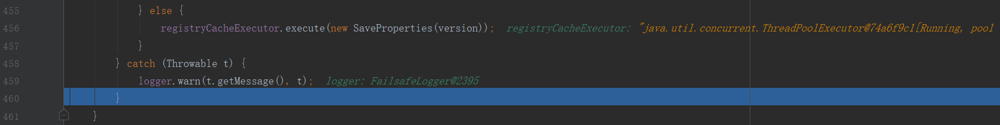 455 } else {
456 registryCacheExecutor.execute(new SaveProperties(version)); registryCacheExecutor: "java.util.concurrent.ThreadPoolExecutor@74a6f9c1[Running, pool
457 }
458 } catch (Throwable t) {
459 logger.warn(t.getMessage(), t); logger: FailsafeLogger@2395
460 }
461 }